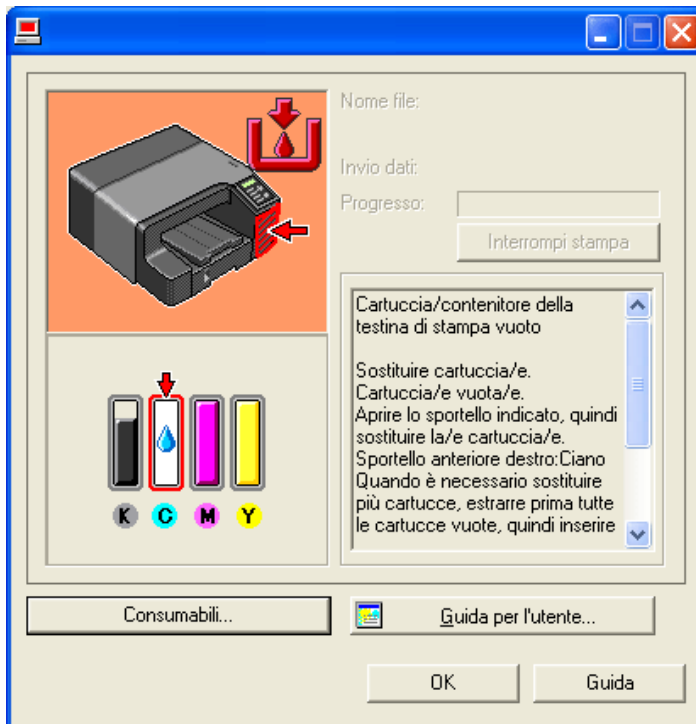 Nome file:
Invio dati:
Progresso:
Interrompi stampa
Cartuccia/contenitore della
testina di stampa vuoto
Sostituire cartuccia/e.
Cartuccia/e vuota/e.
Aprire lo sportello indicato, quindi
sostituire la/e cartuccia/e.
Sportello anteriore destro:Ciano
Quando è necessario sostituire
più cartucce, estrarre prima tutte
le cartucce vuote, quindi inserire
K C M Y
Consumabili...
Guida per l'utente...
OK
Guida